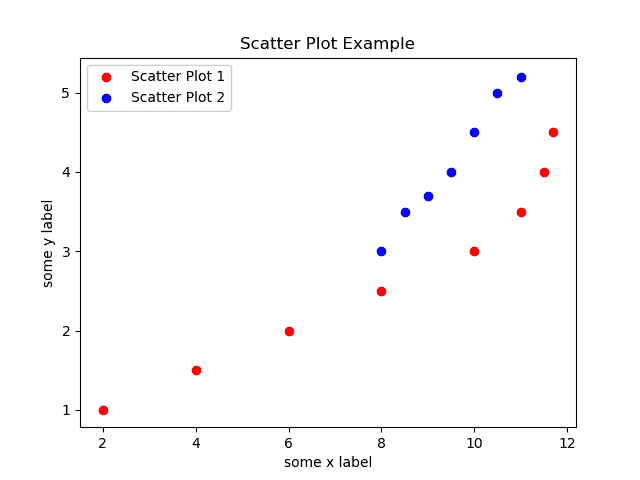 Scatter Plot Example
Scatter Plot 1
Scatter Plot 2
5
4
3
2
1
some y label
2 4 6 8 10 12
some x label